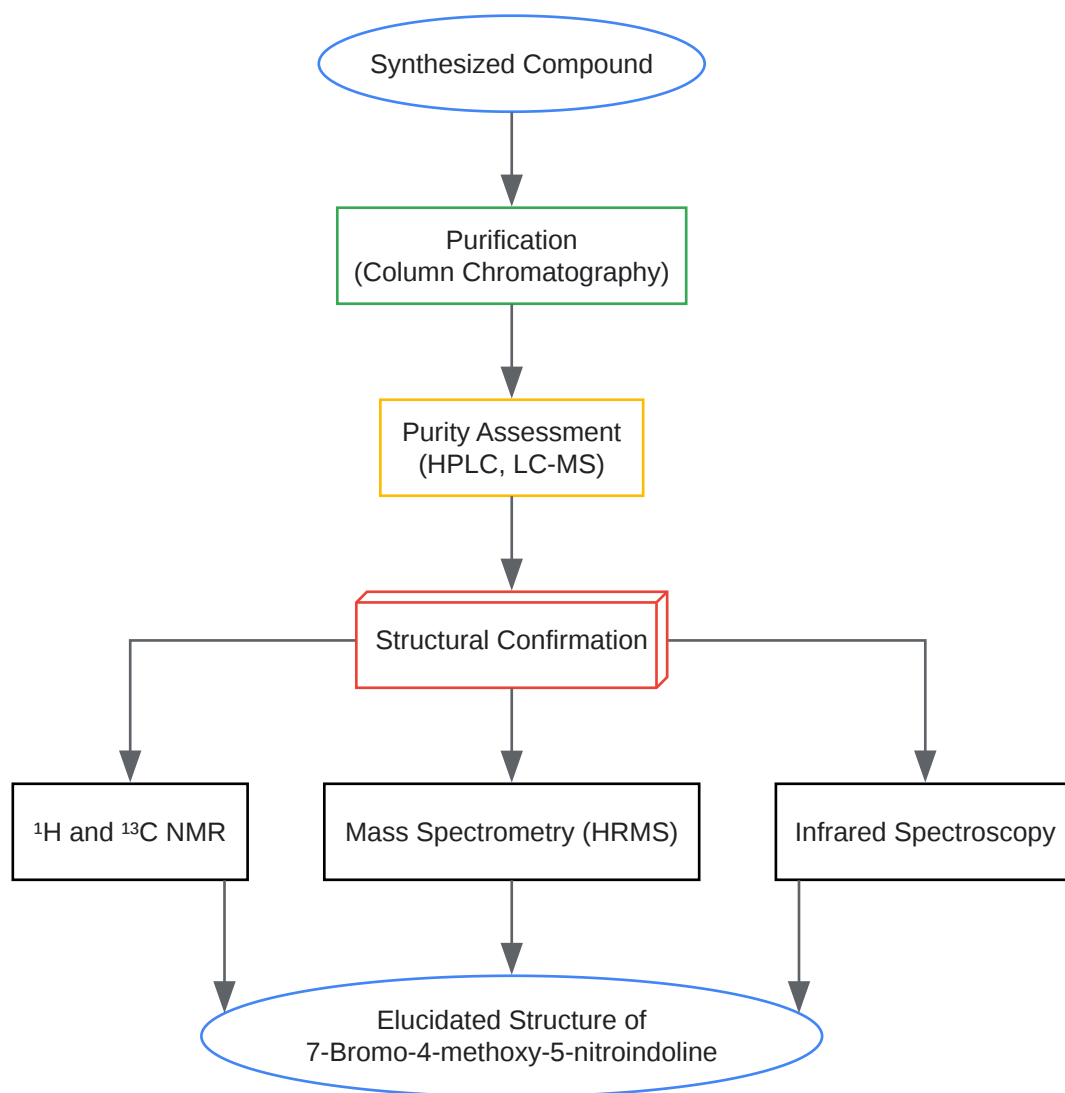 Synthesized Compound
Purification
(Column Chromatography)
Purity Assessment
(HPLC, LC-MS)
Structural Confirmation
¹H and ¹³C NMR
Mass Spectrometry (HRMS)
Infrared Spectroscopy
Elucidated Structure of
7-Bromo-4-methoxy-5-nitroindoline